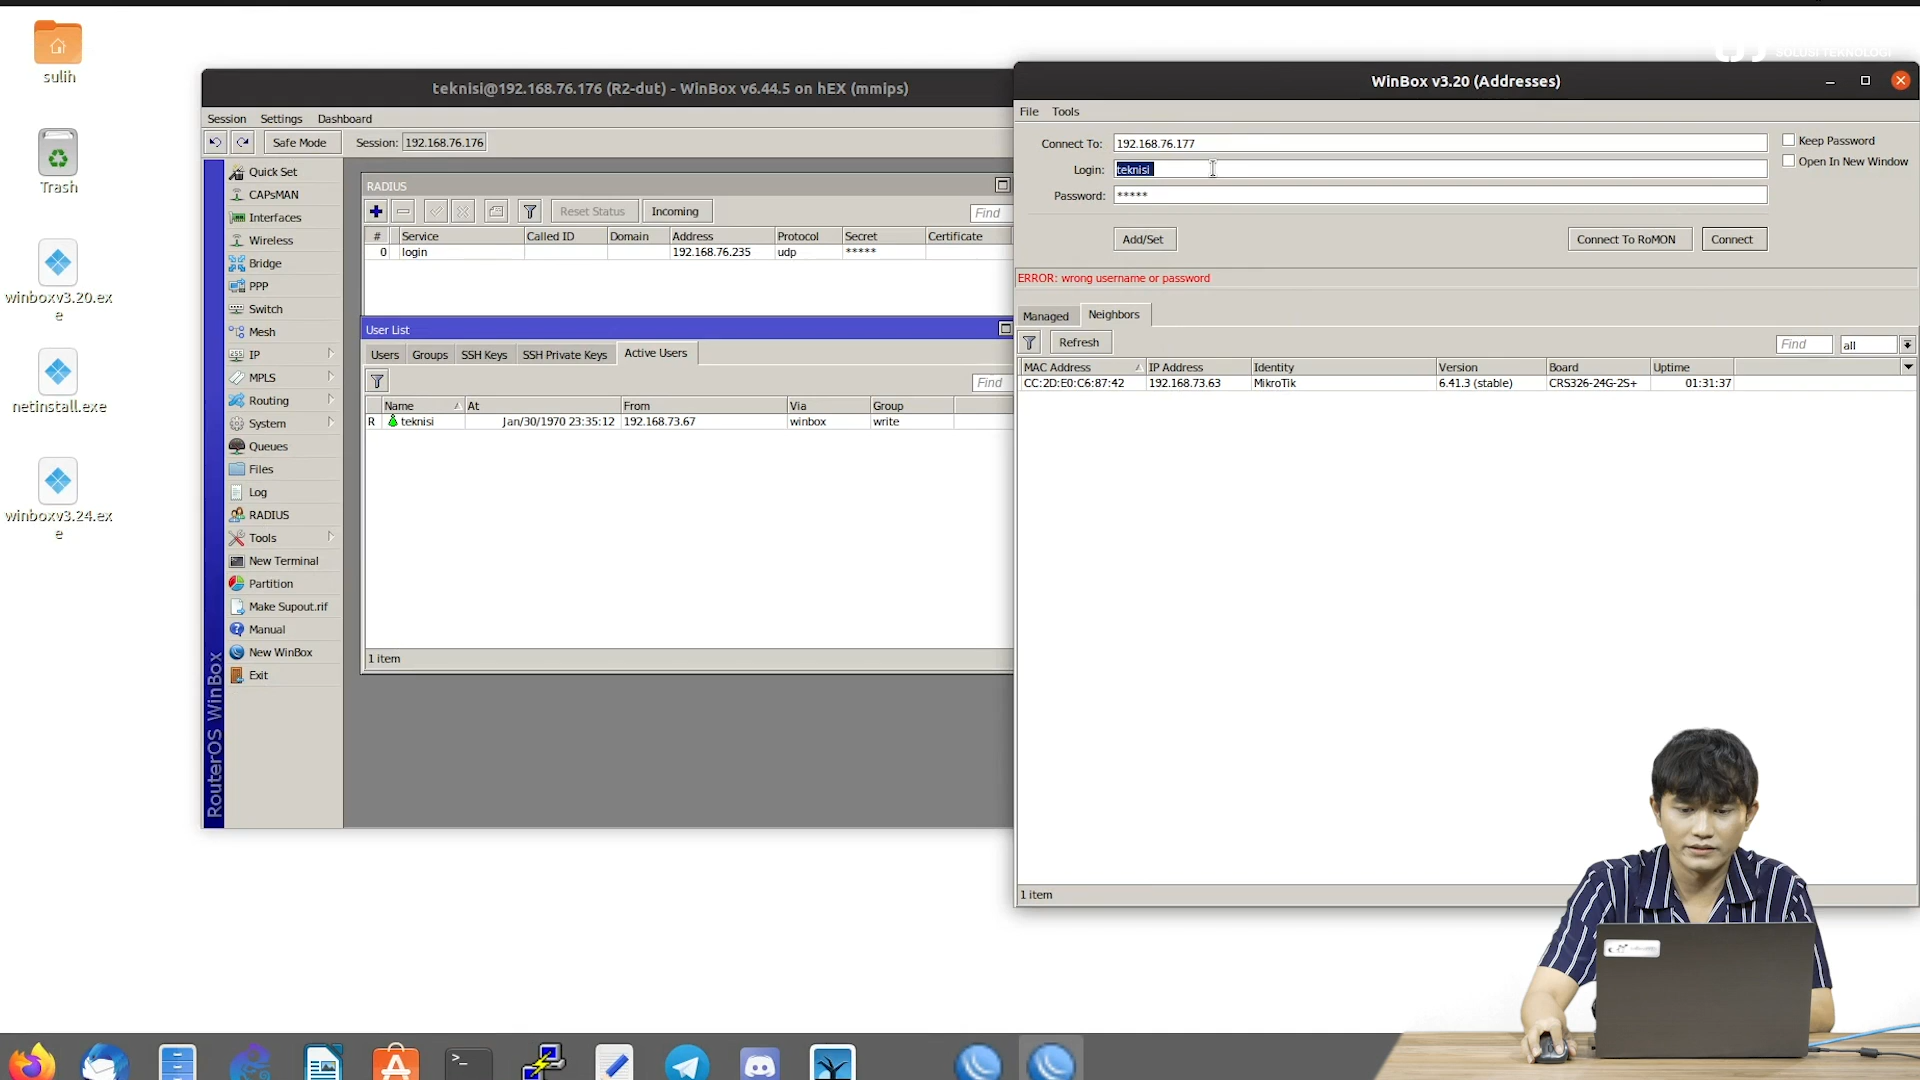 SOLUSI TEKNOLOGI
sulih
Trash
winboxv3.20.ex
e
netinstall.exe
winboxv3.24.ex
e
teknisi@192.168.76.176 (R2-dut) - WinBox v6.44.5 on hEX (mmips)
Session Settings Dashboard
Safe Mode Session: 192.168.76.176
Quick Set
CAPsMAN
Interfaces
Wireless
Bridge
PPP
Switch
Mesh
IP
MPLS
Routing
System
Queues
Files
Log
RADIUS
Tools
New Terminal
Partition
Make Supout.rif
Manual
New WinBox
Exit
RouterOS WinBox
RADIUS
Reset Status Incoming Find
# Service Called ID Domain Address Protocol Secret Certificate
0 login 192.168.76.235 udp *****
User List
Users Groups SSH Keys SSH Private Keys Active Users
Find
Name At From Via Group
R teknisi Jan/30/1970 23:35:12 192.168.73.67 winbox write
1 item
WinBox v3.20 (Addresses)
File Tools
Connect To: 192.168.76.177 Keep Password
Login: teknisi Open In New Window
Password: *****
Add/Set Connect To RoMON Connect
ERROR: wrong username or password
Managed Neighbors
Refresh Find all
MAC Address IP Address Identity Version Board Uptime
CC:2D:E0:C6:87:42 192.168.73.63 MikroTik 6.41.3 (stable) CRS326-24G-2S+ 01:31:37
1 item